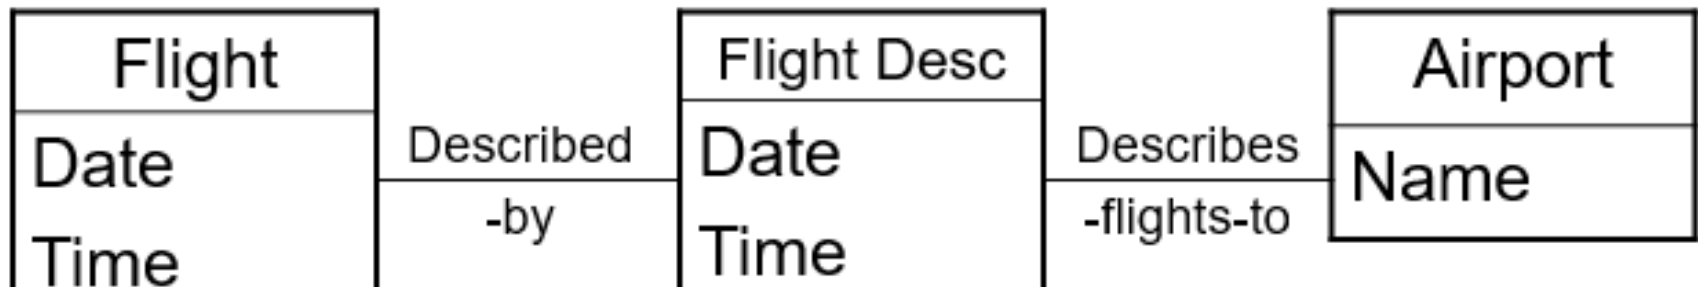 Flight
Date
Time
Described
-by
Flight Desc
Date
Time
Describes
-flights-to
Airport
Name